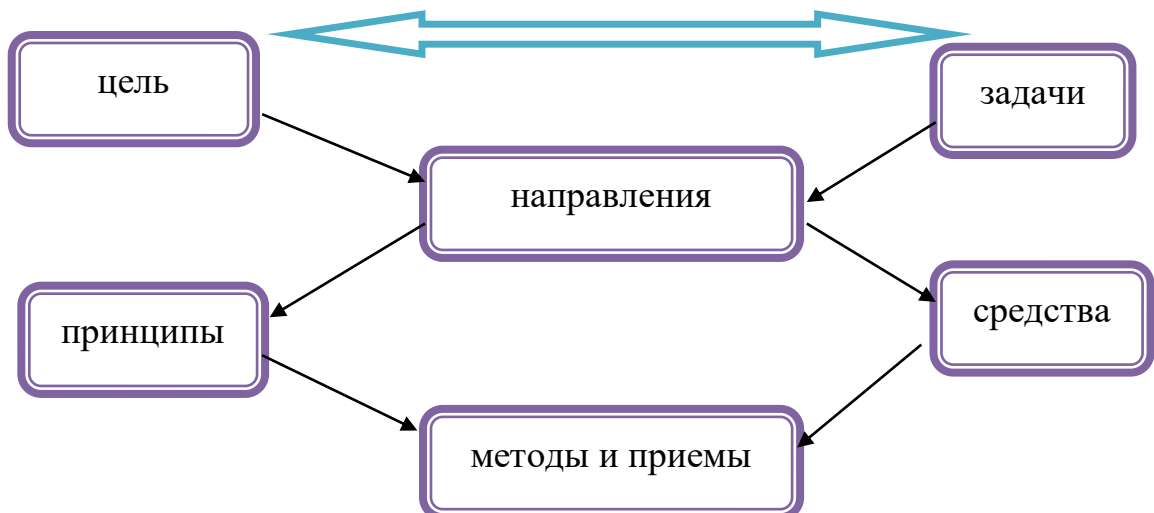 цель
задачи
направления
принципы
средства
методы и приемы